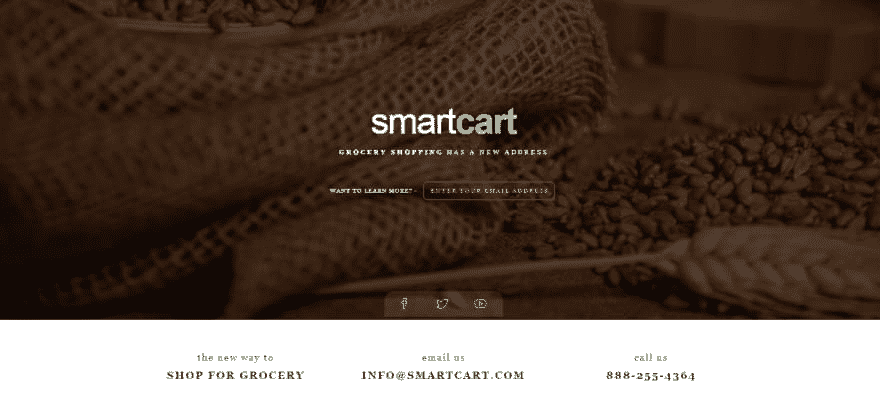 smartcart
GROCERY SHOPPING HAS A NEW ADDRESS
WANT TO LEARN MORE? - ENTER YOUR EMAIL ADDRESS
the new way to
SHOP FOR GROCERY
email us
INFO@SMARTCART.COM
call us
888-255-4364